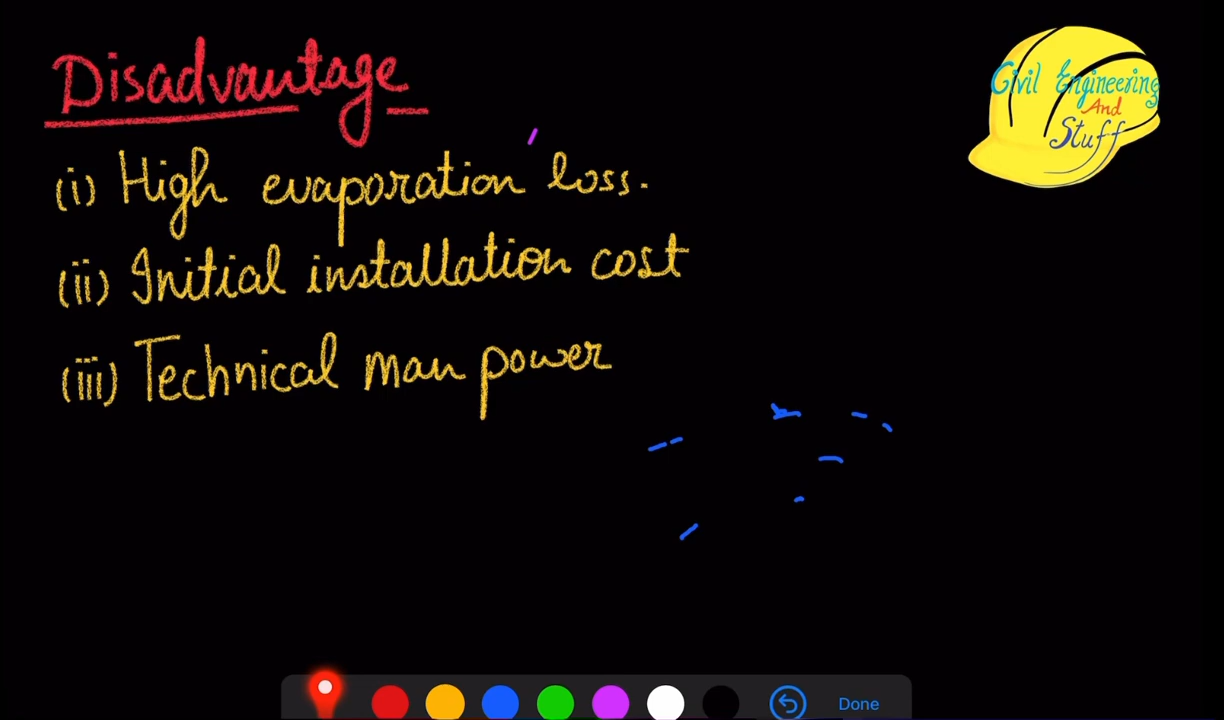 Disadvantage
(i) High evaporation loss.
(ii) Initial installation cost
(iii) Technical man power
Civil Engineering
And
Stuff
Done